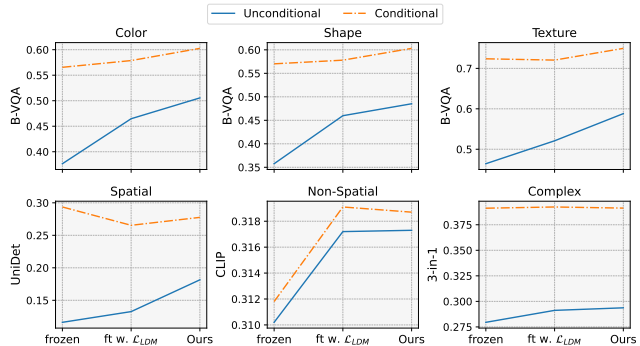 Unconditional Conditional
Color Shape Texture
B-VQA 0.60 0.55 0.50 0.45 0.40
B-VQA 0.60 0.55 0.50 0.45 0.40 0.35
B-VQA 0.7 0.6 0.5
Spatial Non-Spatial Complex
UniDet 0.30 0.25 0.20 0.15
CLIP 0.318 0.316 0.314 0.312 0.310
3-in-1 0.375 0.350 0.325 0.300 0.275
frozen ft w. ℒ_LDM Ours frozen ft w. ℒ_LDM Ours frozen ft w. ℒ_LDM Ours